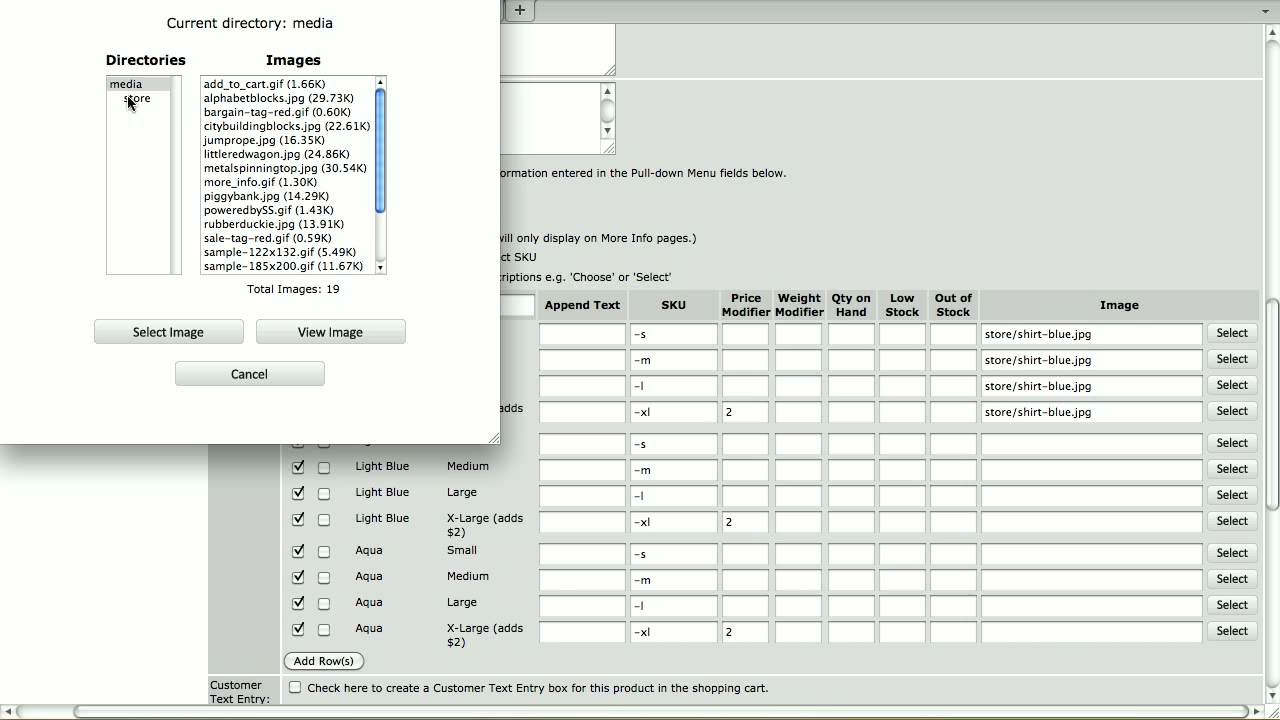 Current directory: media
Directories
Images
media
store
add_to_cart.gif (1.66K)
alphabetblocks.jpg (29.73K)
bargain-tag-red.gif (0.60K)
citybuildingblocks.jpg (22.61K)
jumprope.jpg (16.35K)
littleredwagon.jpg (24.86K)
metalspinningtop.jpg (30.54K)
more_info.gif (1.30K)
piggybank.jpg (14.29K)
poweredbySS.gif (1.43K)
rubberduckie.jpg (13.91K)
sale-tag-red.gif (0.59K)
sample-122x132.gif (5.49K)
sample-185x200.gif (11.67K)
Total Images: 19
Select Image
View Image
Cancel
ormation entered in the Pull-down Menu fields below.
will only display on More Info pages.)
ct SKU
criptions e.g. 'Choose' or 'Select'
Append Text SKU Price Modifier Weight Modifier Qty on Hand Low Stock Out of Stock Image
-s store/shirt-blue.jpg Select
-m store/shirt-blue.jpg Select
-l store/shirt-blue.jpg Select
adds -xl 2 store/shirt-blue.jpg Select
-s Select
Light Blue Medium -m Select
Light Blue Large -l Select
Light Blue X-Large (adds $2) -xl 2 Select
Aqua Small -s Select
Aqua Medium -m Select
Aqua Large -l Select
Aqua X-Large (adds $2) -xl 2 Select
Add Row(s)
Customer Text Entry:
Check here to create a Customer Text Entry box for this product in the shopping cart.